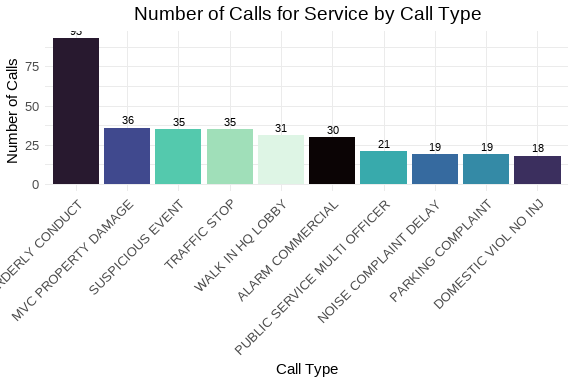 Number of Calls for Service by Call Type
Number of Calls
75
50
25
0
93
36
35
35
31
30
21
19
19
18
RDERLY CONDUCT
MVC PROPERTY DAMAGE
SUSPICIOUS EVENT
TRAFFIC STOP
WALK IN HQ LOBBY
ALARM COMMERCIAL
PUBLIC SERVICE MULTI OFFICER
NOISE COMPLAINT DELAY
PARKING COMPLAINT
DOMESTIC VIOL NO INJ
Call Type